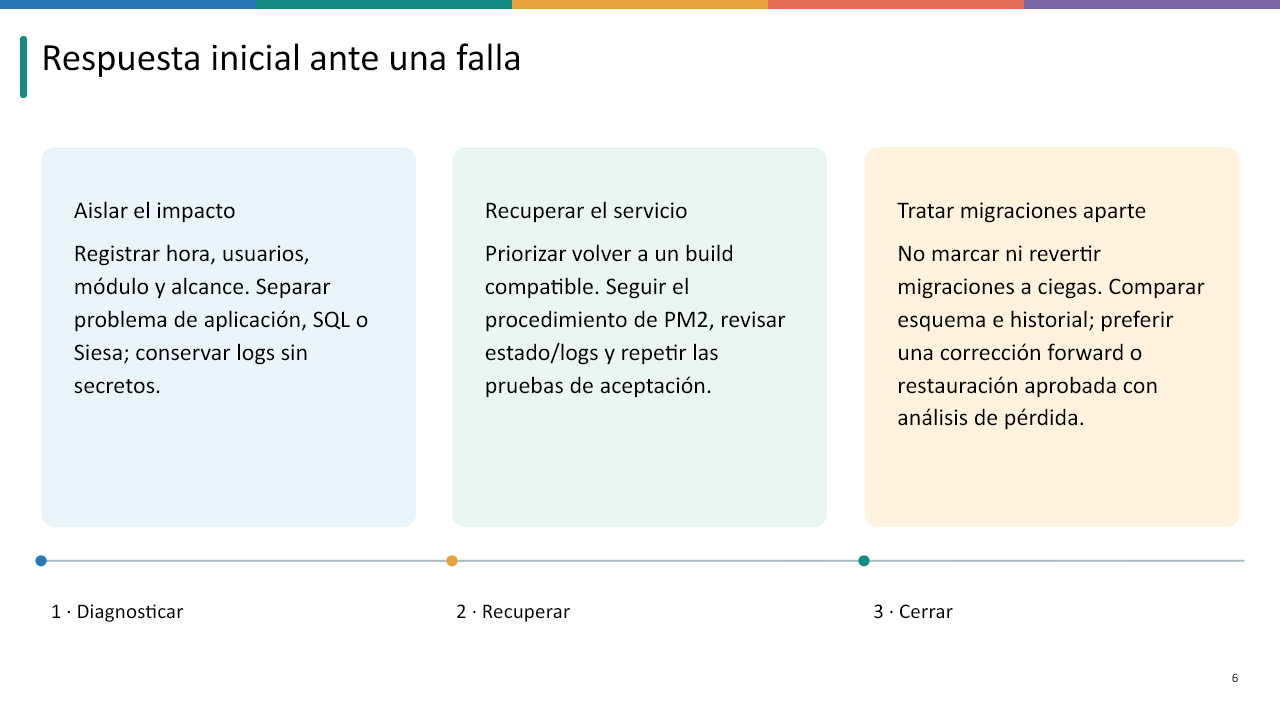 Respuesta inicial ante una falla
Aislar el impacto
Registrar hora, usuarios,
módulo y alcance. Separar
problema de aplicación, SQL o
Siesa; conservar logs sin
secretos.
Recuperar el servicio
Priorizar volver a un build
compatible. Seguir el
procedimiento de PM2, revisar
estado/logs y repetir las
pruebas de aceptación.
Tratar migraciones aparte
No marcar ni revertir
migraciones a ciegas. Comparar
esquema e historial; preferir
una corrección forward o
restauración aprobada con
análisis de pérdida.
1 · Diagnosticar
2 · Recuperar
3 · Cerrar
6